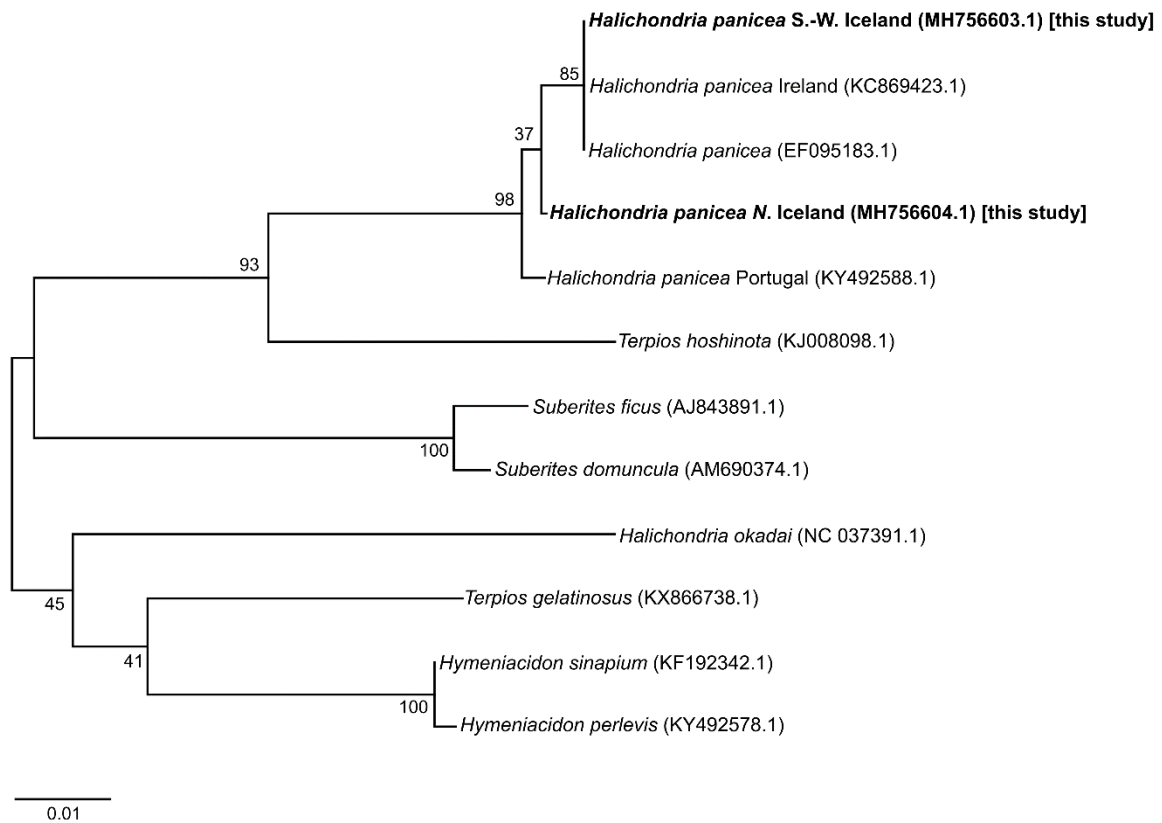 Halichondria panicea S.-W. Iceland (MH756603.1) [this study]
85
Halichondria panicea Ireland (KC869423.1)
37
Halichondria panicea (EF095183.1)
98
Halichondria panicea N. Iceland (MH756604.1) [this study]
93
Halichondria panicea Portugal (KY492588.1)
Terpios hoshinota (KJ008098.1)
Suberites ficus (AJ843891.1)
100
Suberites domuncula (AM690374.1)
Halichondria okadai (NC 037391.1)
45
Terpios gelatinosus (KX866738.1)
41
Hymeniacidon sinapium (KF192342.1)
100
Hymeniacidon perlevis (KY492578.1)
0.01